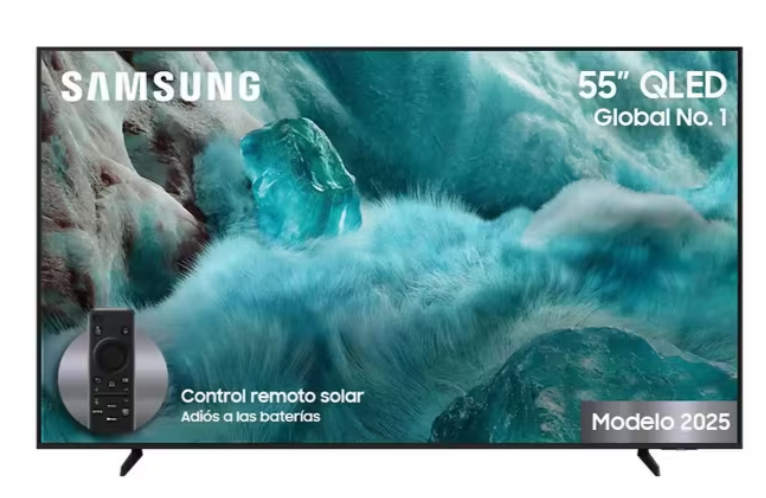 SAMSUNG
55” QLED
Global No. 1
Control remoto solar
Adiós a las baterías
Modelo 2025